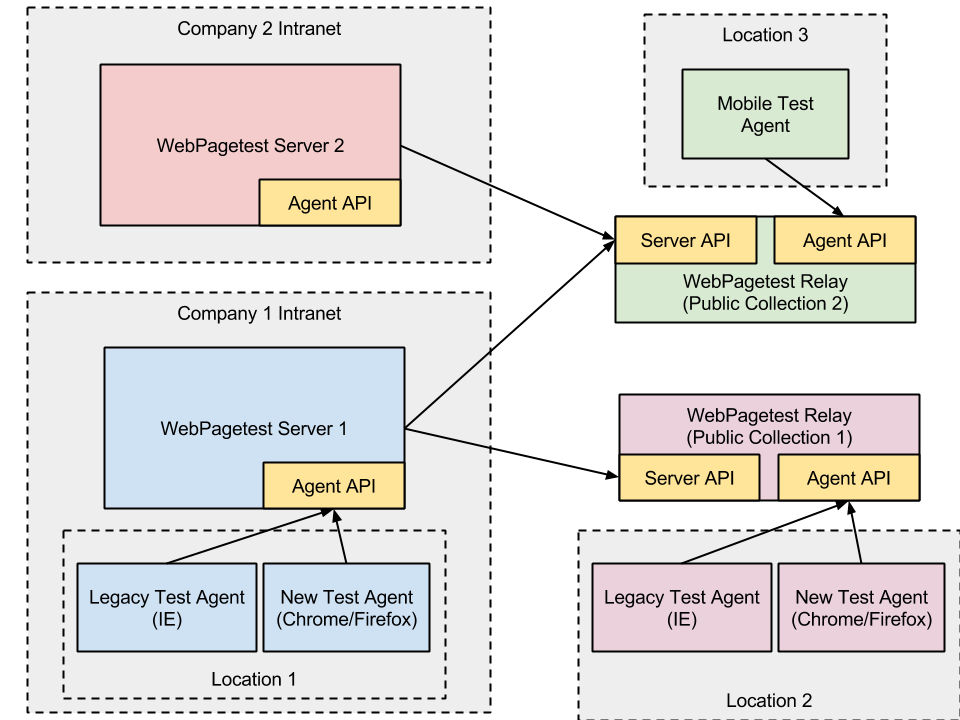 Company 2 Intranet
WebPagetest Server 2
Agent API
Location 3
Mobile Test
Agent
Server API
Agent API
WebPagetest Relay
(Public Collection 2)
Company 1 Intranet
WebPagetest Server 1
Agent API
Legacy Test Agent
(IE)
New Test Agent
(Chrome/Firefox)
Location 1
WebPagetest Relay
(Public Collection 1)
Server API
Agent API
Legacy Test Agent
(IE)
New Test Agent
(Chrome/Firefox)
Location 2